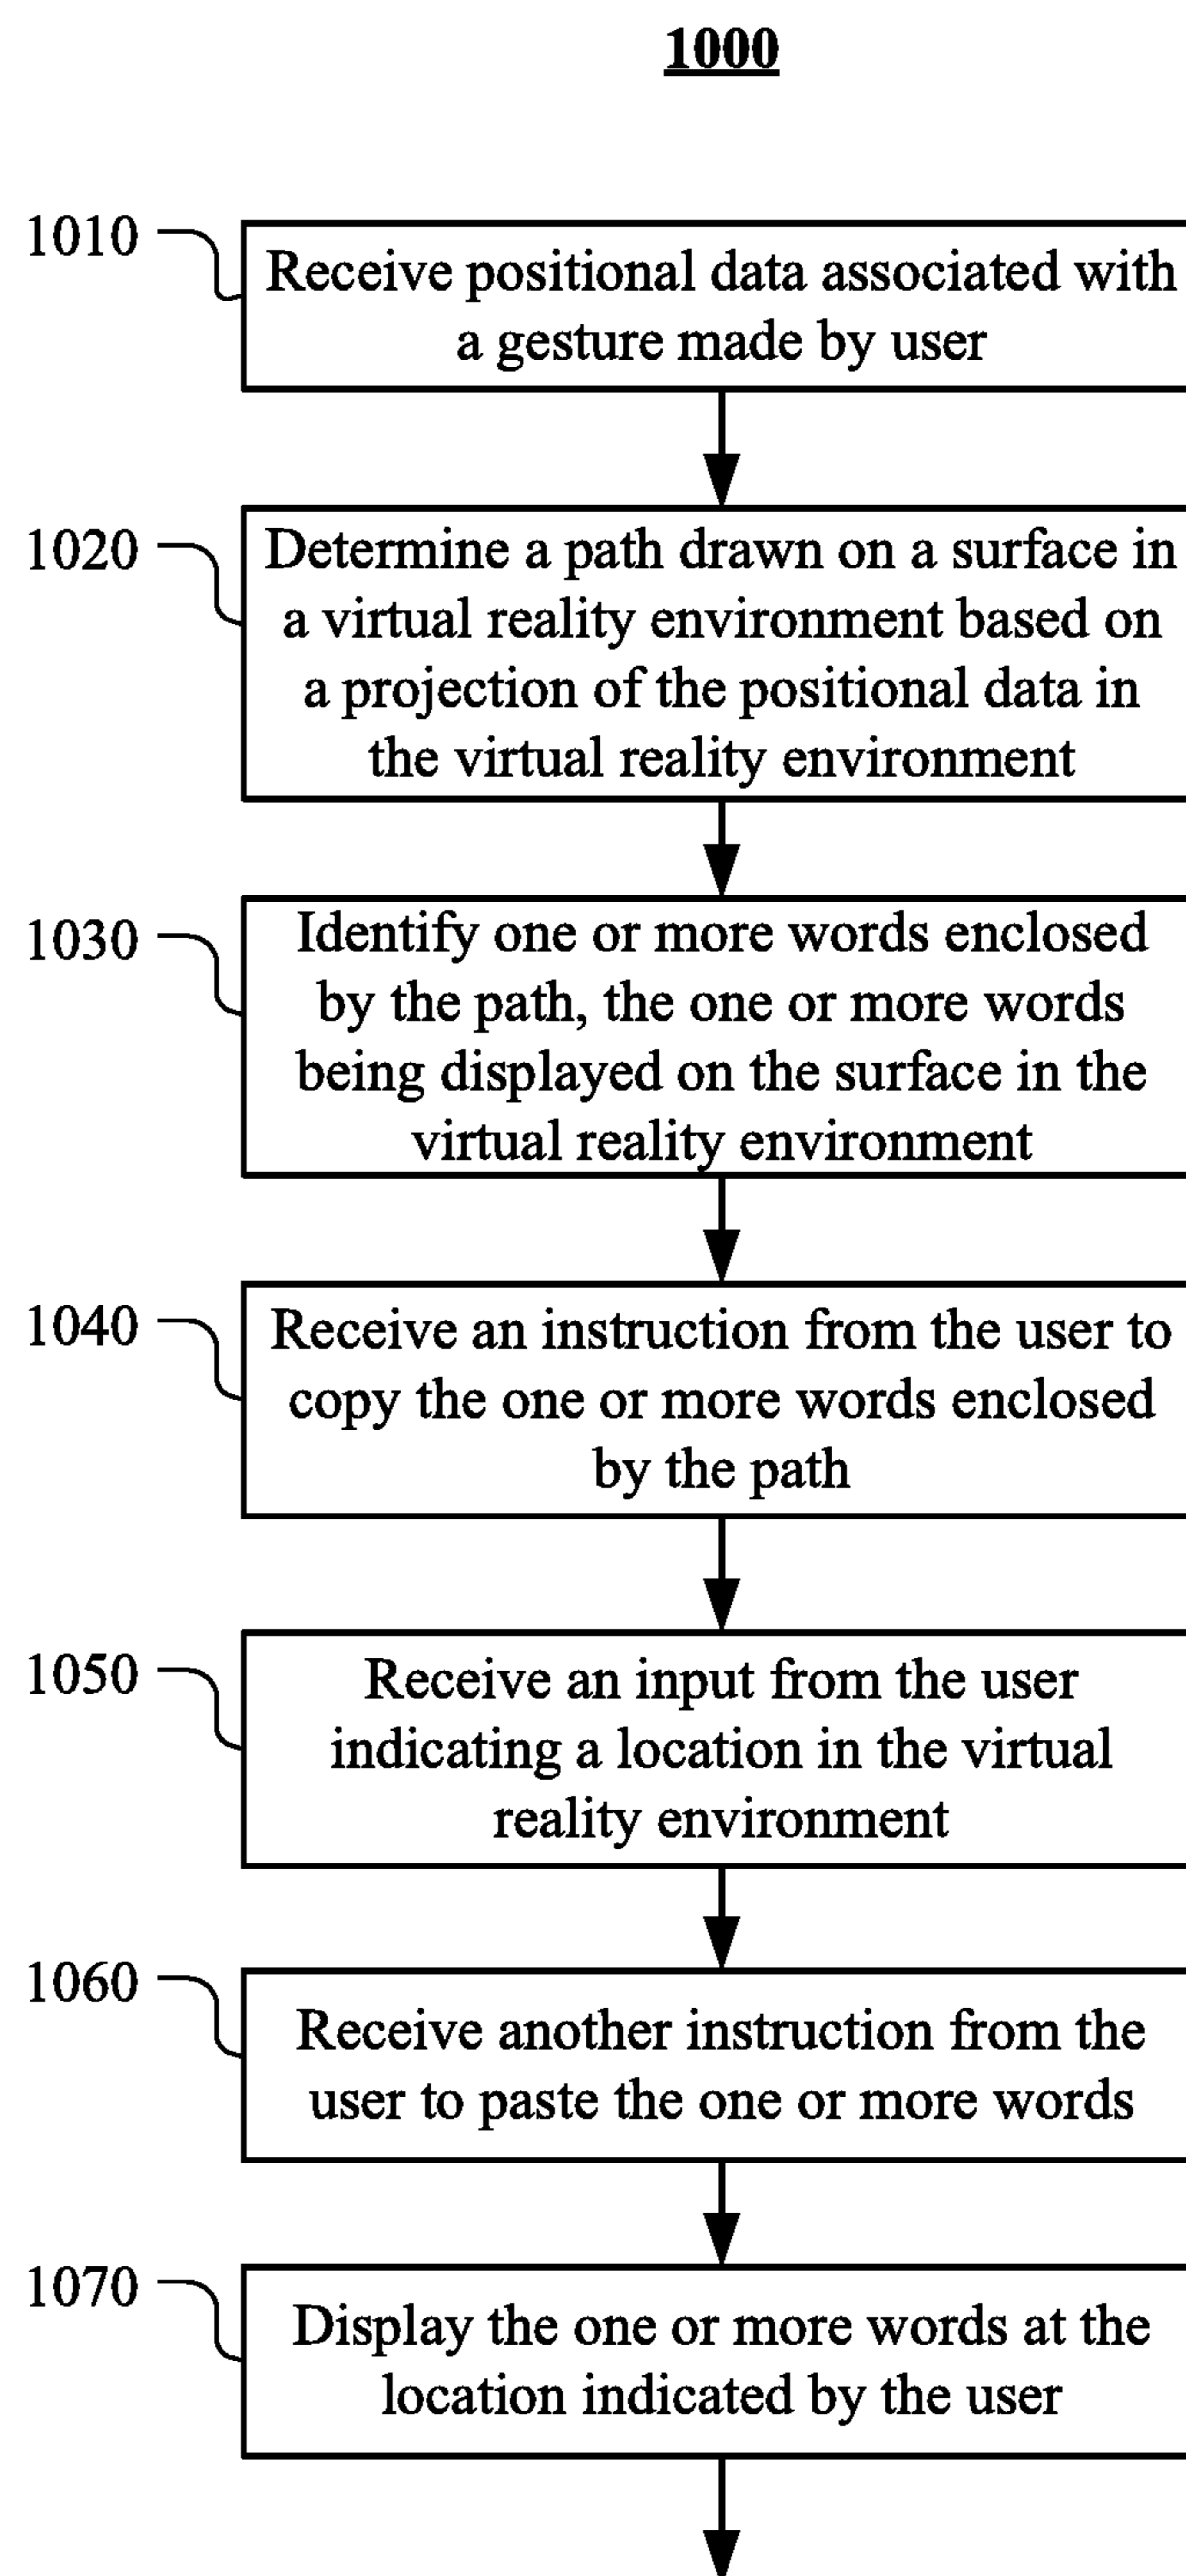 1000
1010
Receive positional data associated with
a gesture made by user
1020
Determine a path drawn on a surface in
a virtual reality environment based on
a projection of the positional data in
the virtual reality environment
1030
Identify one or more words enclosed
by the path, the one or more words
being displayed on the surface in the
virtual reality environment
1040
Receive an instruction from the user to
copy the one or more words enclosed
by the path
1050
Receive an input from the user
indicating a location in the virtual
reality environment
1060
Receive another instruction from the
user to paste the one or more words
1070
Display the one or more words at the
location indicated by the user